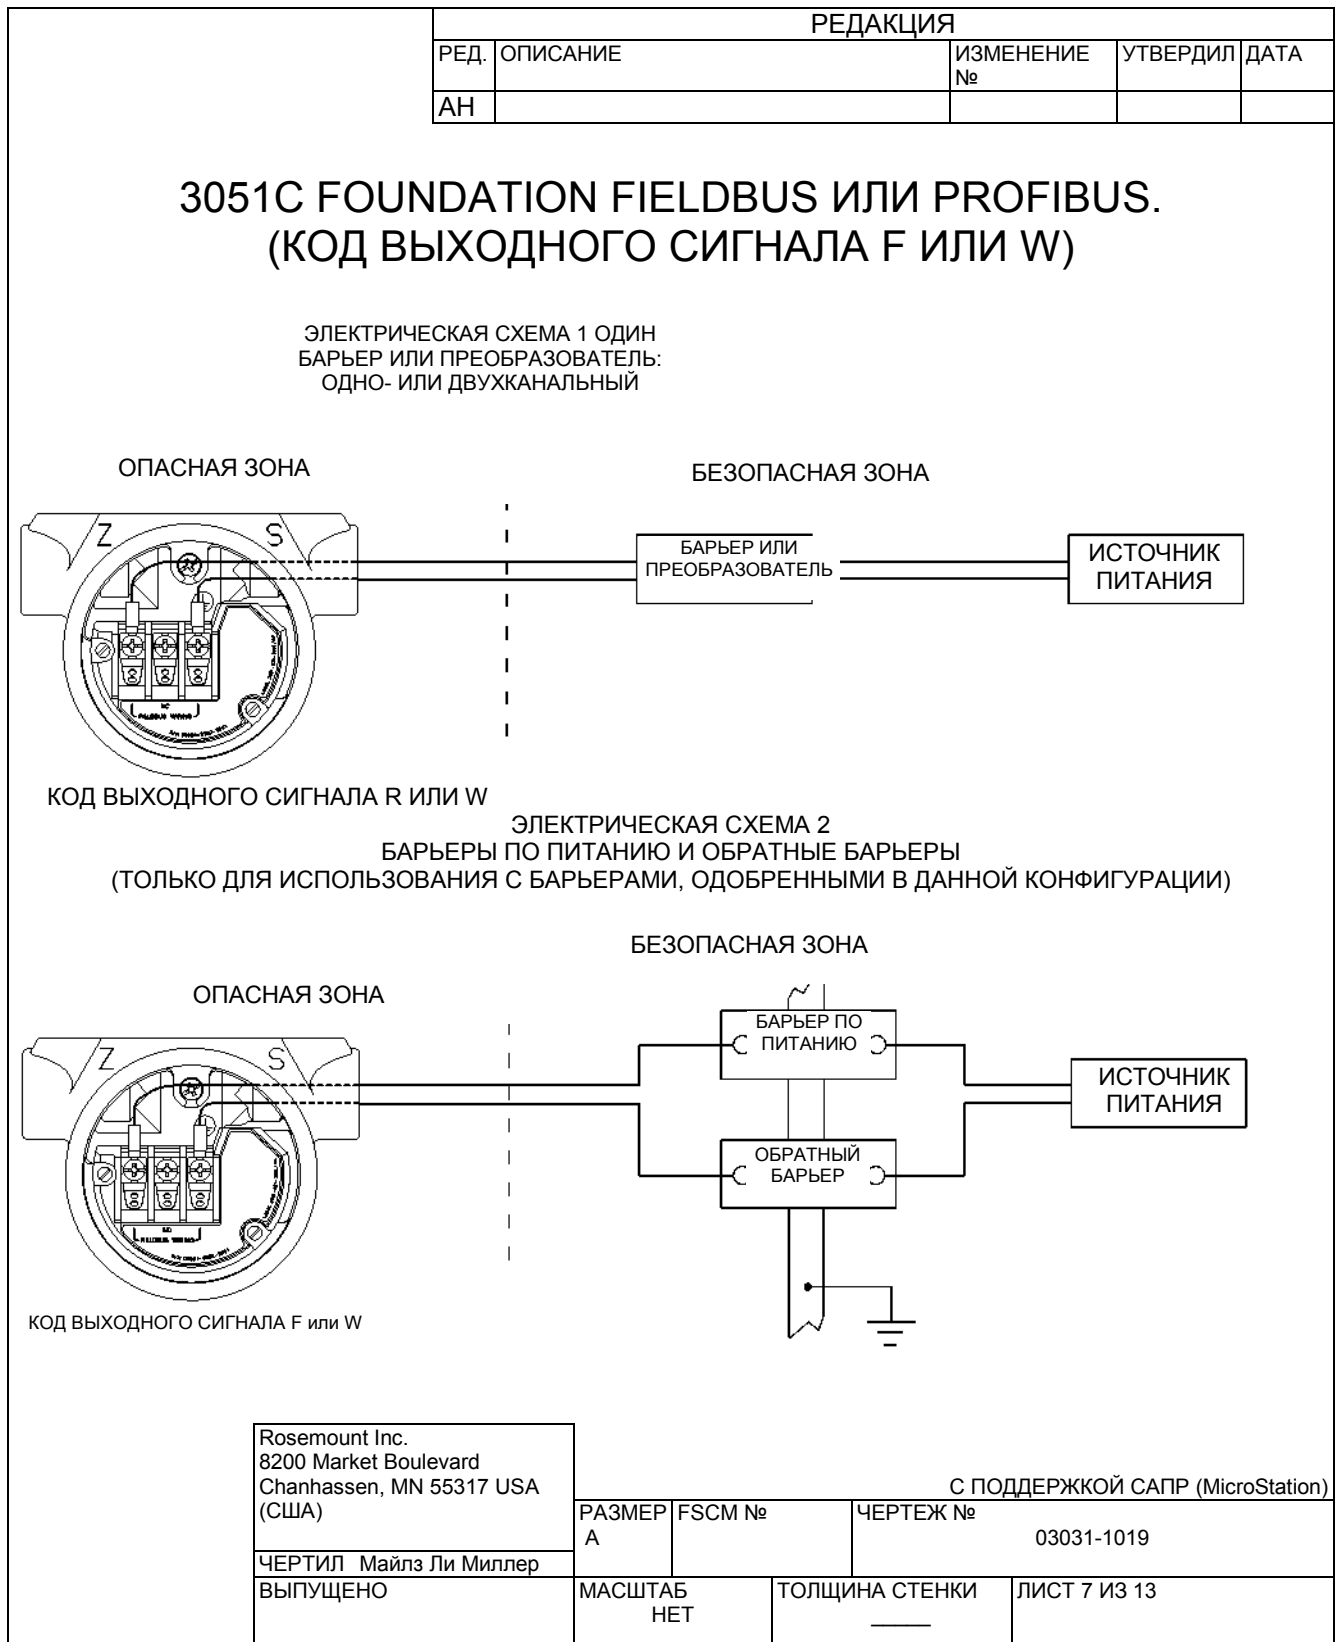 РЕДАКЦИЯ
РЕД. ОПИСАНИЕ ИЗМЕНЕНИЕ № УТВЕРДИЛ ДАТА
АН
3051C FOUNDATION FIELDBUS ИЛИ PROFIBUS.
(КОД ВЫХОДНОГО СИГНАЛА F ИЛИ W)
ЭЛЕКТРИЧЕСКАЯ СХЕМА 1 ОДИН
БАРЬЕР ИЛИ ПРЕОБРАЗОВАТЕЛЬ:
ОДНО- ИЛИ ДВУХКАНАЛЬНЫЙ
ОПАСНАЯ ЗОНА
БЕЗОПАСНАЯ ЗОНА
Z S
БАРЬЕР ИЛИ
ПРЕОБРАЗОВАТЕЛЬ
ИСТОЧНИК
ПИТАНИЯ
КОД ВЫХОДНОГО СИГНАЛА R ИЛИ W
ЭЛЕКТРИЧЕСКАЯ СХЕМА 2
БАРЬЕРЫ ПО ПИТАНИЮ И ОБРАТНЫЕ БАРЬЕРЫ
(ТОЛЬКО ДЛЯ ИСПОЛЬЗОВАНИЯ С БАРЬЕРАМИ, ОДОБРЕННЫМИ В ДАННОЙ КОНФИГУРАЦИИ)
БЕЗОПАСНАЯ ЗОНА
ОПАСНАЯ ЗОНА
Z S
БАРЬЕР ПО
ПИТАНИЮ
ИСТОЧНИК
ПИТАНИЯ
ОБРАТНЫЙ
БАРЬЕР
КОД ВЫХОДНОГО СИГНАЛА F или W
Rosemount Inc.
8200 Market Boulevard
Chanhassen, MN 55317 USA
(США)
С ПОДДЕРЖКОЙ САПР (MicroStation)
РАЗМЕР FSCM № ЧЕРТЕЖ №
A 03031-1019
ЧЕРТИЛ Майлз Ли Миллер
ВЫПУЩЕНО МАСШТАБ ТОЛЩИНА СТЕНКИ ЛИСТ 7 ИЗ 13
НЕТ _____